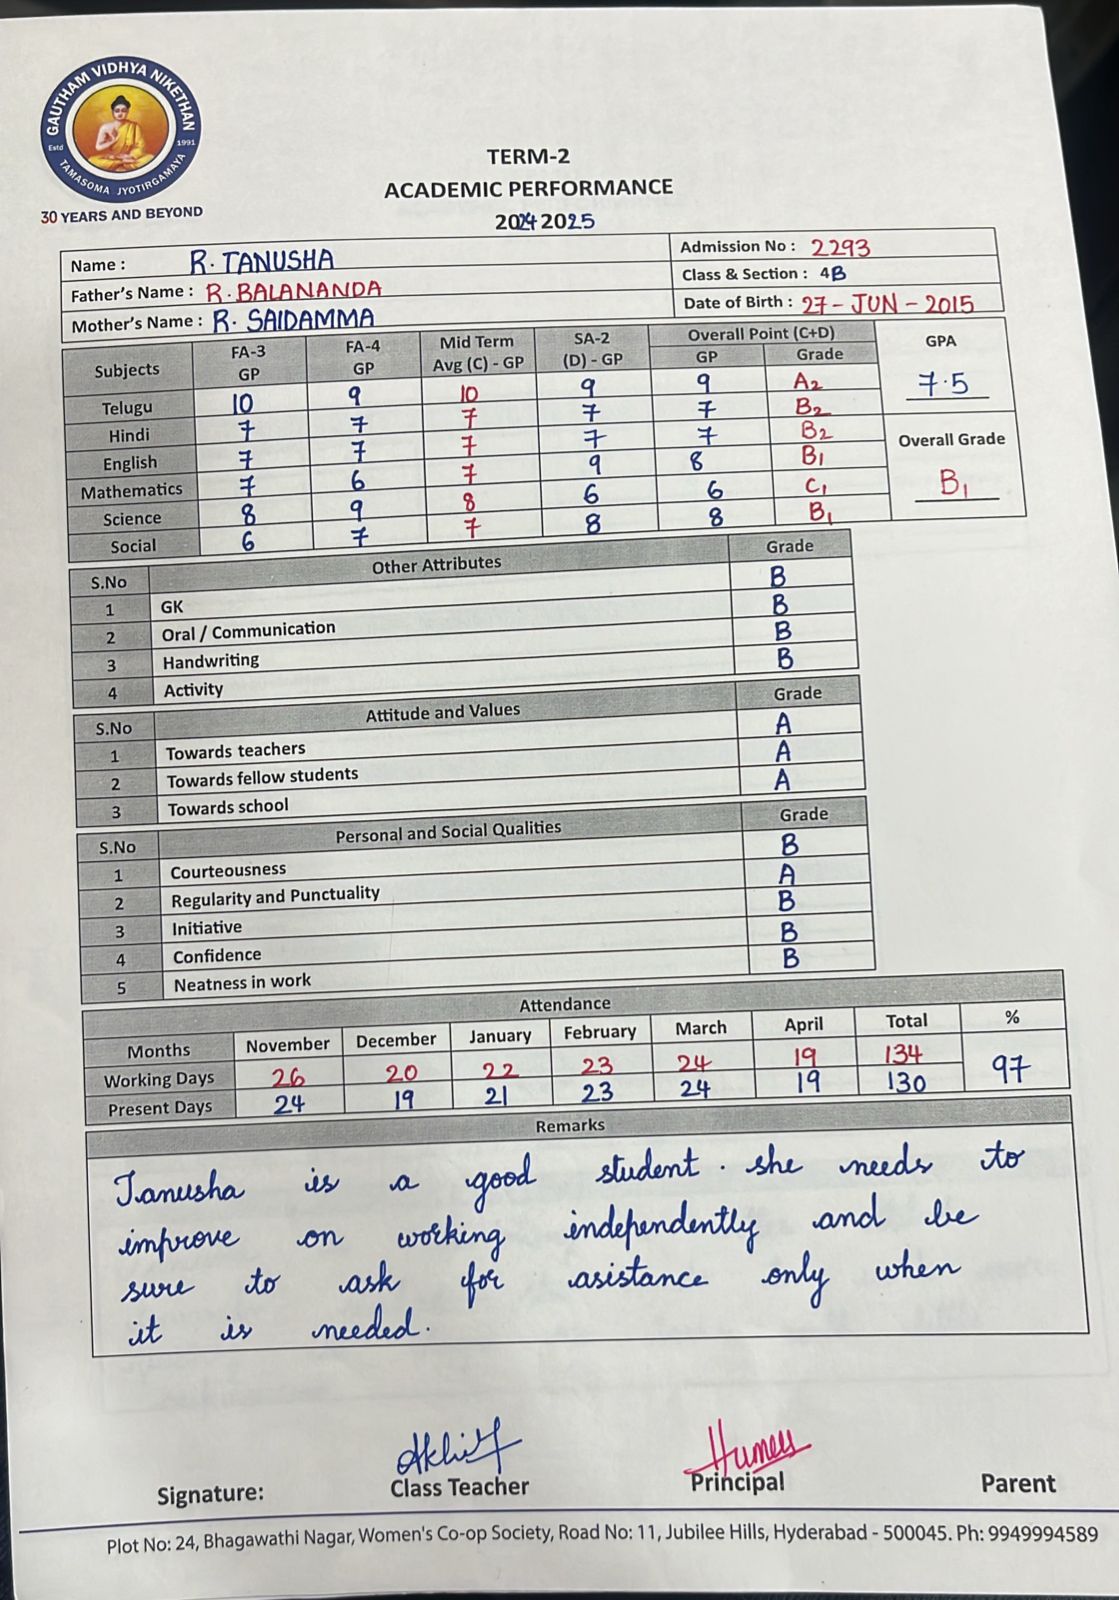 GAUTHAM VIDHYA NIKETHAN
Estd 1991
TAMASOMA JYOTIRGAMAYA
30 YEARS AND BEYOND
TERM-2
ACADEMIC PERFORMANCE
2024 2025
Name : R. TANUSHA Admission No : 2293
Father's Name : R. BALANANDA Class & Section : 4B
Mother's Name : R. SAIDAMMA Date of Birth : 27 - JUN - 2015
Subjects FA-3 GP FA-4 GP Mid Term Avg (C) - GP SA-2 (D) - GP Overall Point (C+D) GP Grade GPA
Telugu 10 9 10 9 9 A2 7.5
Hindi 7 7 7 7 7 B2
English 7 7 7 7 7 B2 Overall Grade
Mathematics 7 6 7 9 8 B1 B1
Science 8 9 8 6 6 C1
Social 6 7 7 8 8 B1
S.No Other Attributes Grade
1 GK B
2 Oral / Communication B
3 Handwriting B
4 Activity B
S.No Attitude and Values Grade
1 Towards teachers A
2 Towards fellow students A
3 Towards school A
S.No Personal and Social Qualities Grade
1 Courteousness B
2 Regularity and Punctuality A
3 Initiative B
4 Confidence B
5 Neatness in work B
Attendance
Months November December January February March April Total %
Working Days 26 20 22 23 24 19 134 97
Present Days 24 19 21 23 24 19 130
Remarks
Tanusha is a good student. she needs to
improve on working independently and be
sure to ask for asistance only when
it is needed.
Signature: Class Teacher Principal Parent
Plot No: 24, Bhagawathi Nagar, Women's Co-op Society, Road No: 11, Jubilee Hills, Hyderabad - 500045. Ph: 9949994589